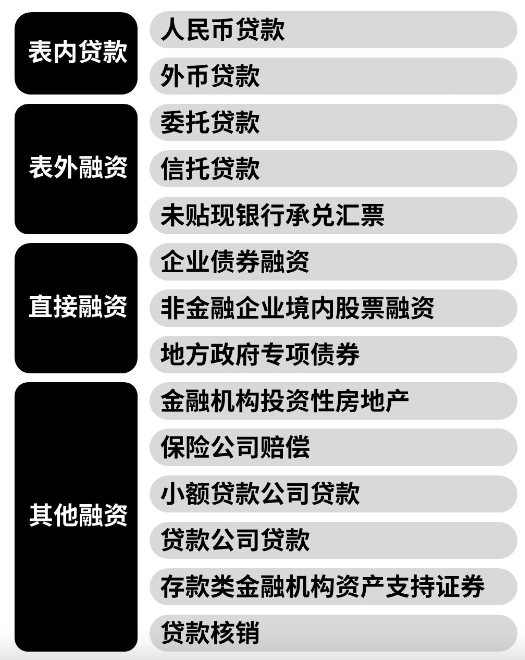 表内贷款
人民币贷款
外币贷款
表外融资
委托贷款
信托贷款
未贴现银行承兑汇票
直接融资
企业债券融资
非金融企业境内股票融资
地方政府专项债券
其他融资
金融机构投资性房地产
保险公司赔偿
小额贷款公司贷款
贷款公司贷款
存款类金融机构资产支持证券
贷款核销